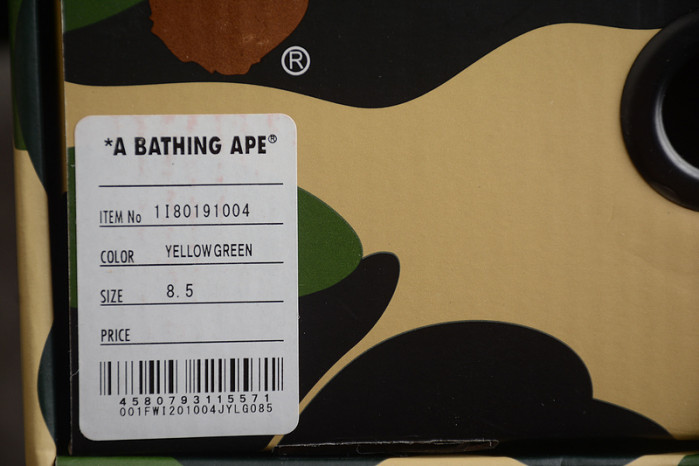 ®
*A BATHING APE®
ITEM No 1I80191004
COLOR YELLOWGREEN
SIZE 8.5
PRICE
4580793115571
001FWI201004JYLG085